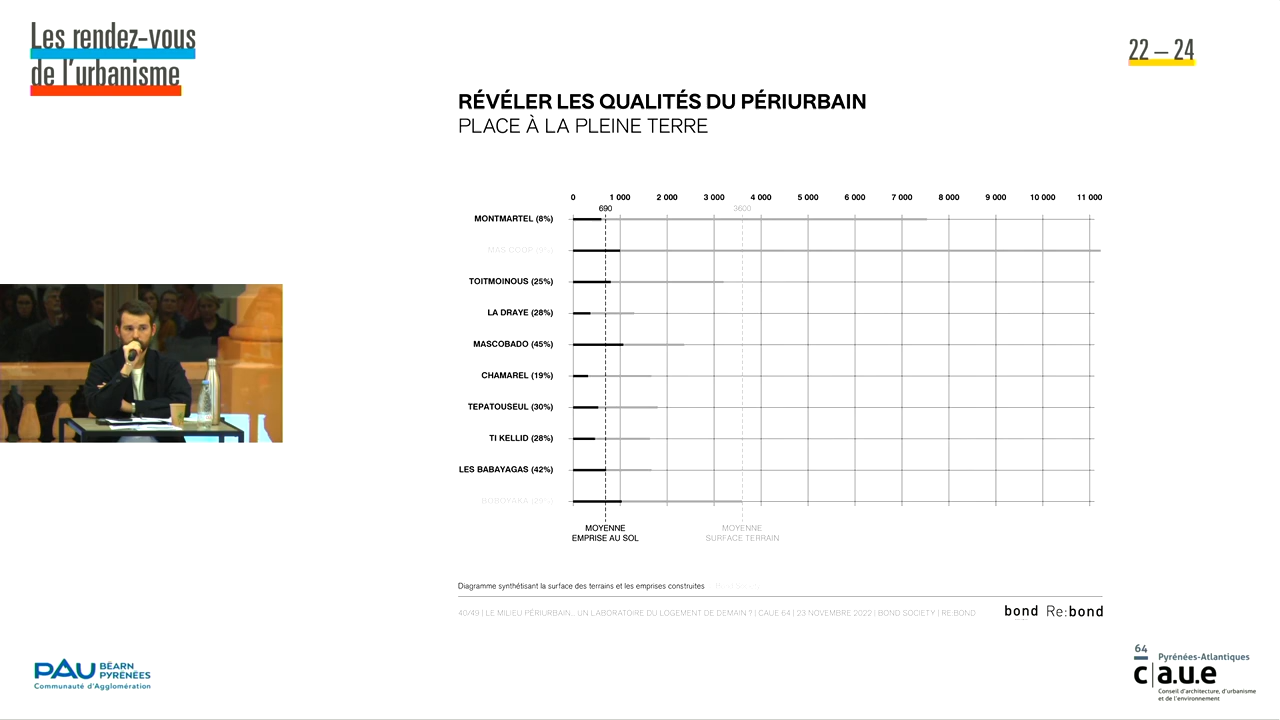 Les rendez-vous
de l'urbanisme
22 – 24
RÉVÉLER LES QUALITÉS DU PÉRIURBAIN
PLACE À LA PLEINE TERRE
0 1 000 2 000 3 000 4 000 5 000 6 000 7 000 8 000 9 000 10 000 11 000
690 3600
MONTMARTEL (8%)
MAS COOP (9%)
TOITMOINOUS (25%)
LA DRAYE (28%)
MASCOBADO (45%)
CHAMAREL (19%)
TEPATOUSEUL (30%)
TI KELLID (28%)
LES BABAYAGAS (42%)
BOBOYAKA (29%)
MOYENNE
EMPRISE AU SOL
MOYENNE
SURFACE TERRAIN
Diagramme synthétisant la surface des terrains et les emprises construites
40/49 | LE MILIEU PÉRIURBAIN... UN LABORATOIRE DU LOGEMENT DE DEMAIN ? | CAUE 64 | 23 NOVEMBRE 2022 | BOND SOCIETY | RE:BOND
bond Re:bond
PAU BÉARN
PYRÉNÉES
Communauté d'Agglomération
64
Pyrénées-Atlantiques
c|a.u.e
Conseil d'architecture, d'urbanisme
et de l'environnement